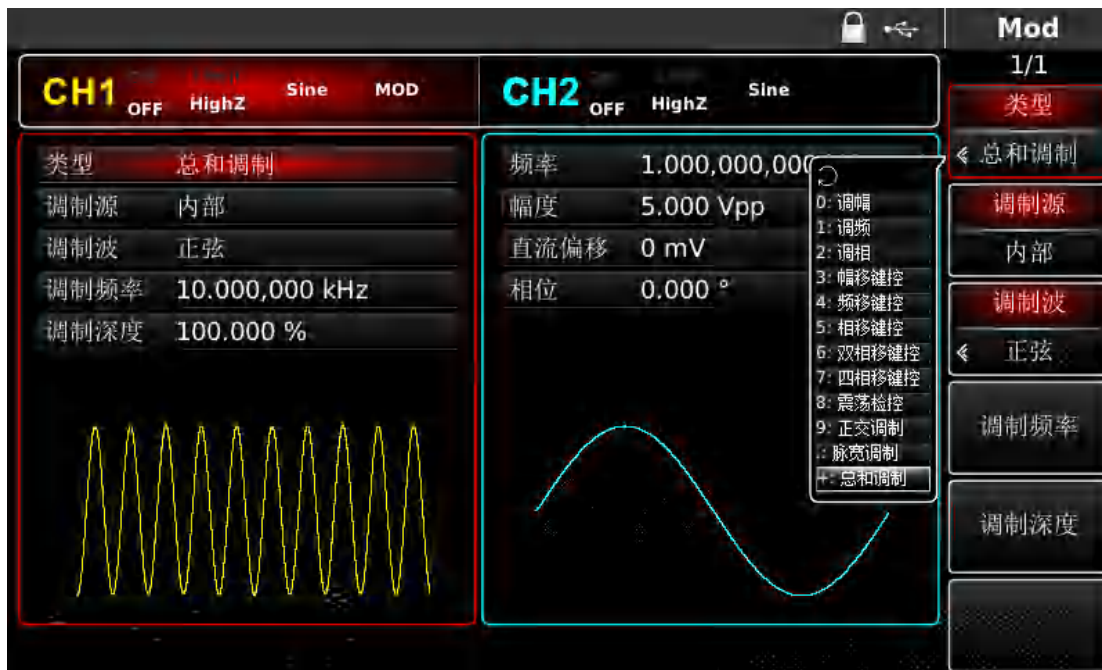 Mod
1/1
CH1 OFF HighZ Sine MOD
CH2 OFF HighZ Sine
类型 总和调制
调制源 内部
调制波 正弦
调制频率 10.000,000 kHz
调制深度 100.000 %
频率 1.000,000,000
幅度 5.000 Vpp
直流偏移 0 mV
相位 0.000 °
0: 调幅
1: 调频
2: 调相
3: 幅移键控
4: 频移键控
5: 相移键控
6: 双相移键控
7: 四相移键控
8: 震荡检控
9: 正交调制
.: 脉宽调制
+: 总和调制
类型
总和调制
调制源
内部
调制波
正弦
调制频率
调制深度